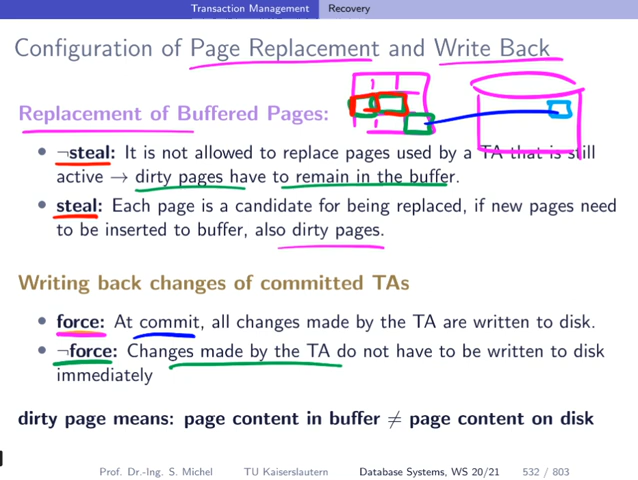 Transaction Management Recovery
Configuration of Page Replacement and Write Back
Replacement of Buffered Pages:
• ¬steal: It is not allowed to replace pages used by a TA that is still
active → dirty pages have to remain in the buffer.
• steal: Each page is a candidate for being replaced, if new pages need
to be inserted to buffer, also dirty pages.
Writing back changes of committed TAs
• force: At commit, all changes made by the TA are written to disk.
• ¬force: Changes made by the TA do not have to be written to disk
immediately
dirty page means: page content in buffer ≠ page content on disk
Prof. Dr.-Ing. S. Michel TU Kaiserslautern Database Systems, WS 20/21 532 / 803